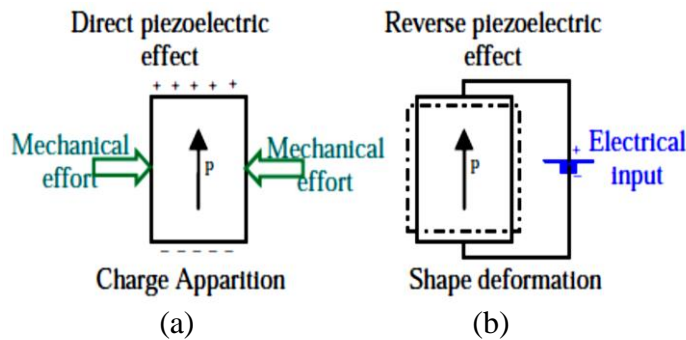 Direct piezoelectric
effect
+ + + + +
Mechanical
effort
P
Mechanical
effort
– – – – –
Charge Apparition
(a)
Reverse piezoelectric
effect
P
+
–
Electrical
input
Shape deformation
(b)